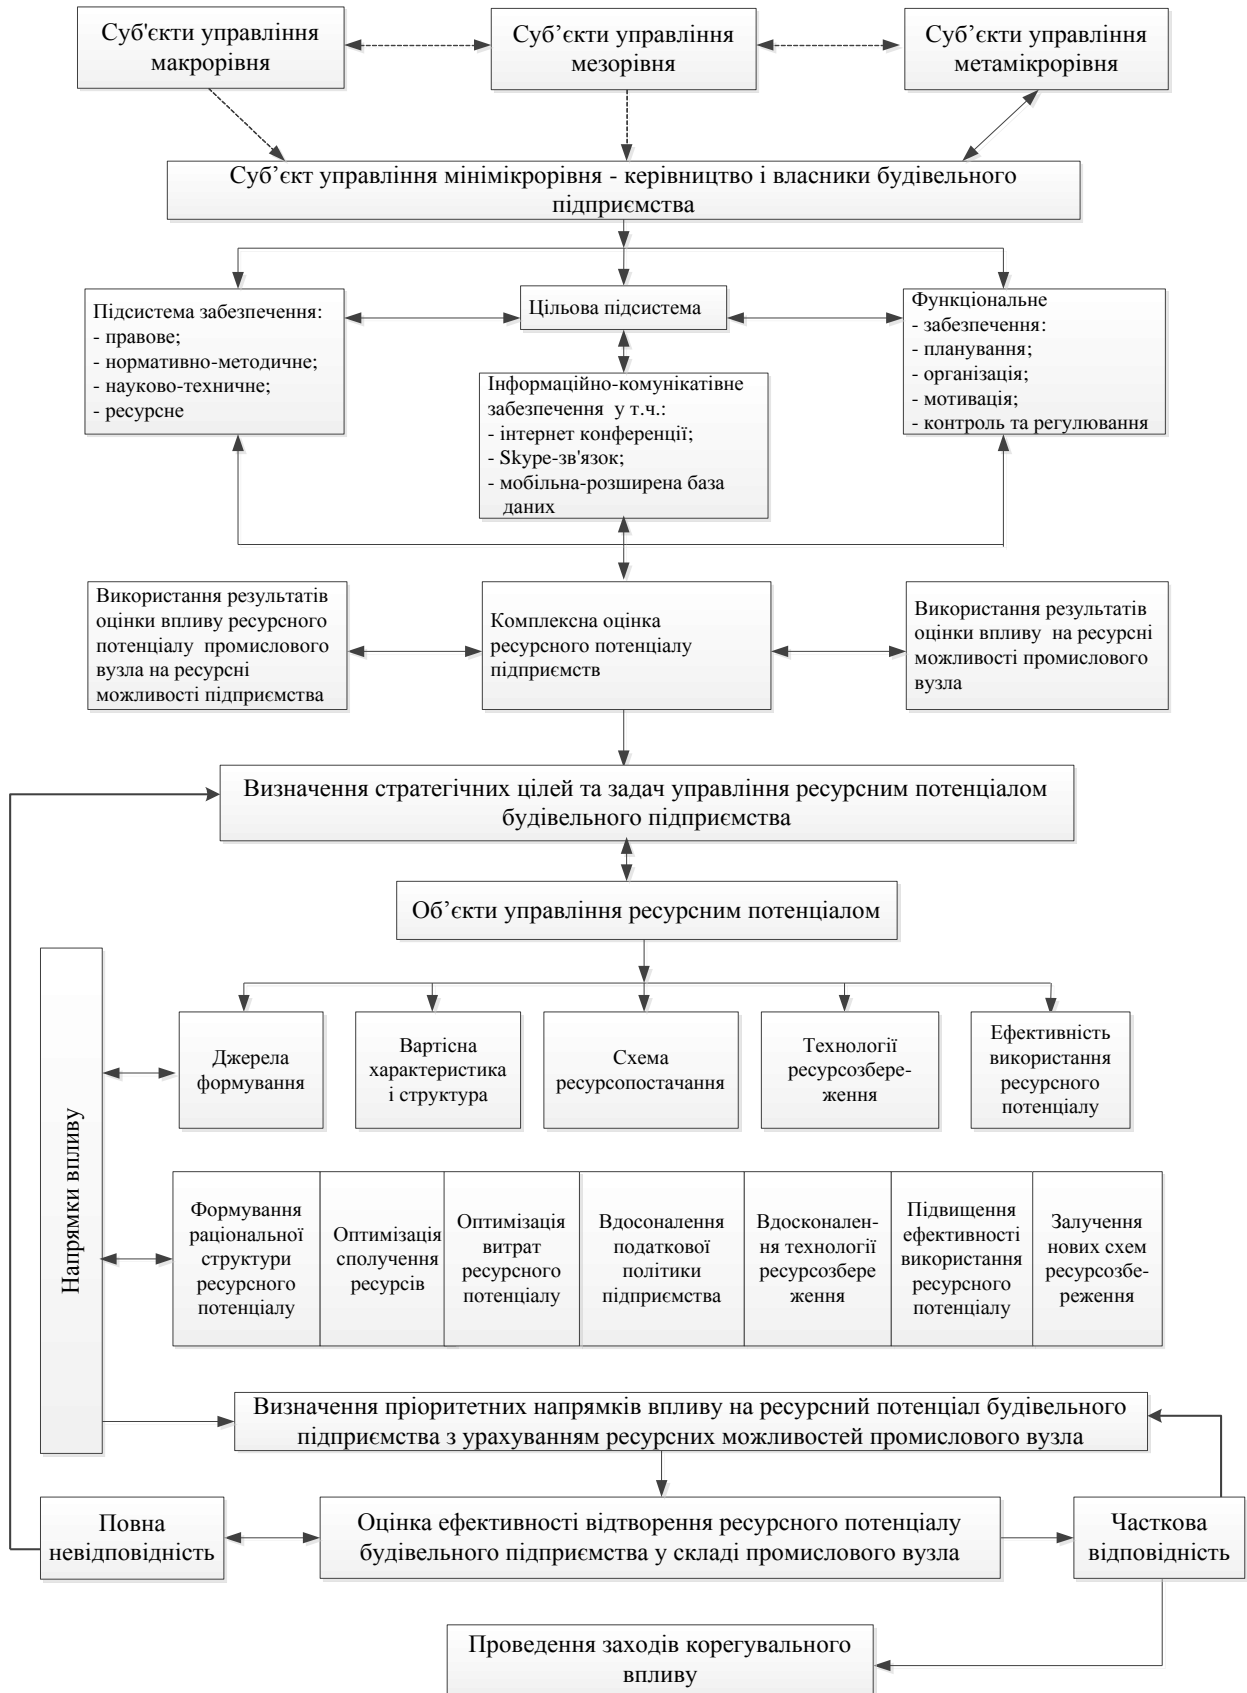 Суб'єкти управління
макрорівня
Суб’єкти управління
мезорівня
Суб’єкти управління
метамікрорівня
Суб’єкт управління мінімікрорівня - керівництво і власники будівельного
підприємства
Підсистема забезпечення:
- правове;
- нормативно-методичне;
- науково-технічне;
- ресурсне
Цільова підсистема
Функціональне
- забезпечення:
- планування;
- організація;
- мотивація;
- контроль та регулювання
Інформаційно-комунікатівне
забезпечення у т.ч.:
- інтернет конференції;
- Skype-зв'язок;
- мобільна-розширена база
даних
Використання результатів
оцінки впливу ресурсного
потенціалу промислового
вузла на ресурсні
можливості підприємства
Комплексна оцінка
ресурсного потенціалу
підприємств
Використання результатів
оцінки впливу на ресурсні
можливості промислового
вузла
Визначення стратегічних цілей та задач управління ресурсним потенціалом
будівельного підприємства
Об’єкти управління ресурсним потенціалом
Напрямки впливу
Джерела
формування
Вартісна
характеристика
і структура
Схема
ресурсопостачання
Технології
ресурсозбере-
ження
Ефективність
використання
ресурсного
потенціалу
Формування
раціональної
структури
ресурсного
потенціалу
Оптимізація
сполучення
ресурсів
Оптимізація
витрат
ресурсного
потенціалу
Вдосоналення
податкової
політики
підприємства
Вдосконален-
ня технології
ресурсозбере
ження
Підвищення
ефективності
використання
ресурсного
потенціалу
Залучення
нових схем
ресурсозбе-
реження
Визначення пріоритетних напрямків впливу на ресурсний потенціал будівельного
підприємства з урахуванням ресурсних можливостей промислового вузла
Повна
невідповідність
Оцінка ефективності відтворення ресурсного потенціалу
будівельного підприємства у складі промислового вузла
Часткова
відповідність
Проведення заходів корегувального
впливу